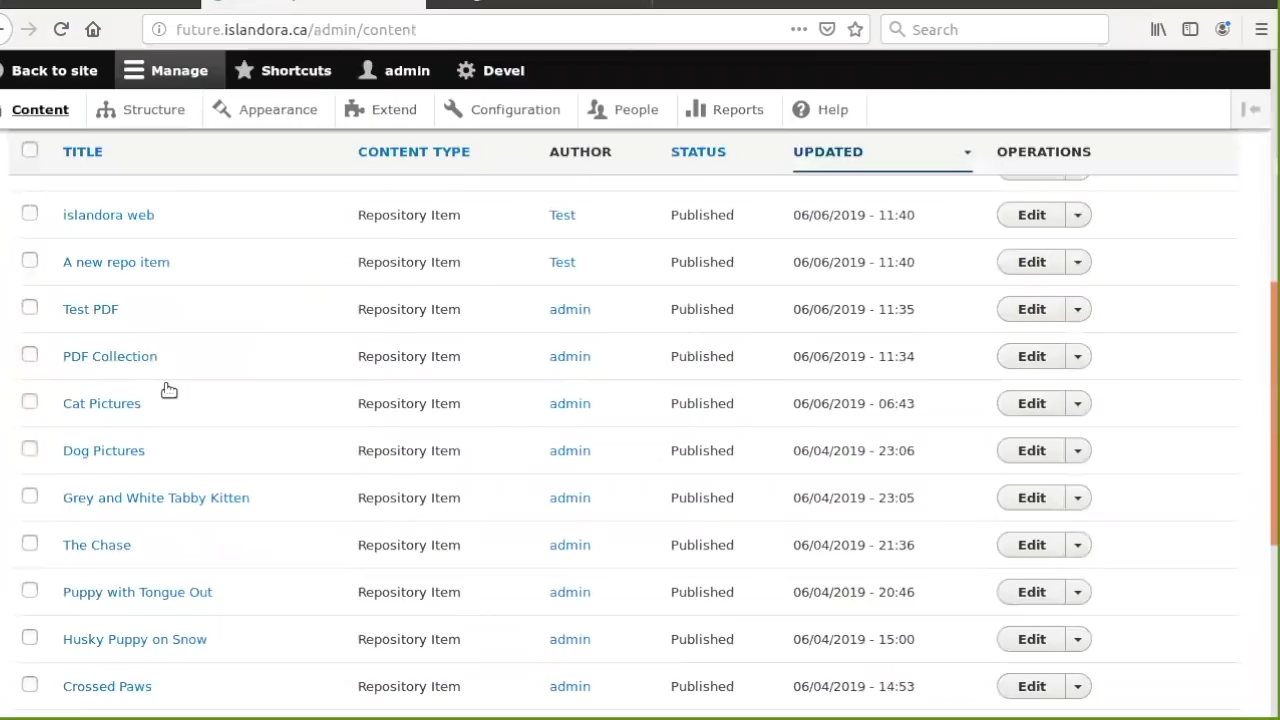 future.islandora.ca/admin/content
Search
Back to site Manage Shortcuts admin Devel
Content Structure Appearance Extend Configuration People Reports Help
TITLE CONTENT TYPE AUTHOR STATUS UPDATED OPERATIONS
islandora web Repository Item Test Published 06/06/2019 - 11:40 Edit
A new repo item Repository Item Test Published 06/06/2019 - 11:40 Edit
Test PDF Repository Item admin Published 06/06/2019 - 11:35 Edit
PDF Collection Repository Item admin Published 06/06/2019 - 11:34 Edit
Cat Pictures Repository Item admin Published 06/06/2019 - 06:43 Edit
Dog Pictures Repository Item admin Published 06/04/2019 - 23:06 Edit
Grey and White Tabby Kitten Repository Item admin Published 06/04/2019 - 23:05 Edit
The Chase Repository Item admin Published 06/04/2019 - 21:36 Edit
Puppy with Tongue Out Repository Item admin Published 06/04/2019 - 20:46 Edit
Husky Puppy on Snow Repository Item admin Published 06/04/2019 - 15:00 Edit
Crossed Paws Repository Item admin Published 06/04/2019 - 14:53 Edit